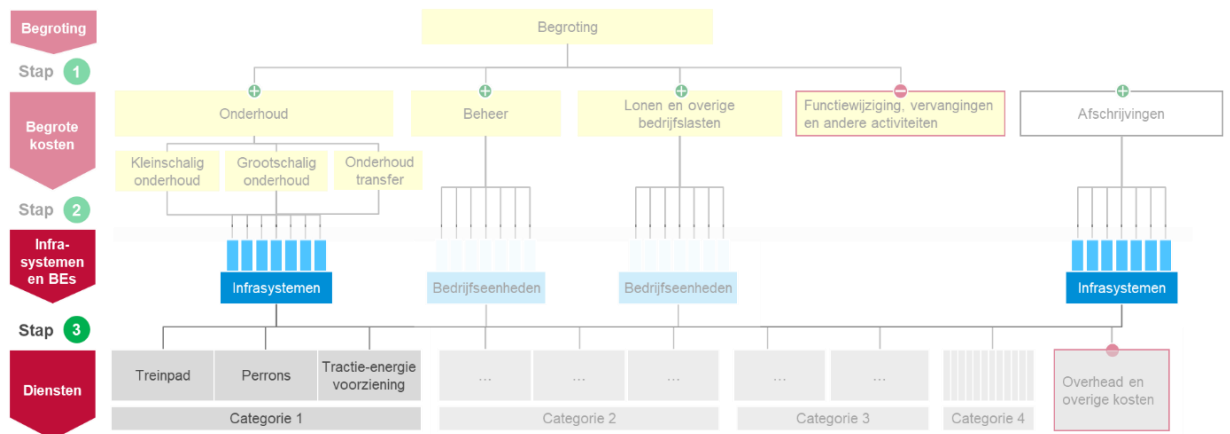 Begroting
Begroting
Stap 1
Begrote
kosten
Onderhoud
Beheer
Lonen en overige
bedrijfslasten
Functiewijziging, vervangingen
en andere activiteiten
Afschrijvingen
Kleinschalig
onderhoud
Grootschalig
onderhoud
Onderhoud
transfer
Stap 2
Infra-
systemen
en BEs
Infrasystemen
Bedrijfseenheden
Bedrijfseenheden
Infrasystemen
Stap 3
Diensten
Treinpad
Perrons
Tractie-energie
voorziening
...
...
...
...
...
Overhead en
overige kosten
Categorie 1
Categorie 2
Categorie 3
Categorie 4